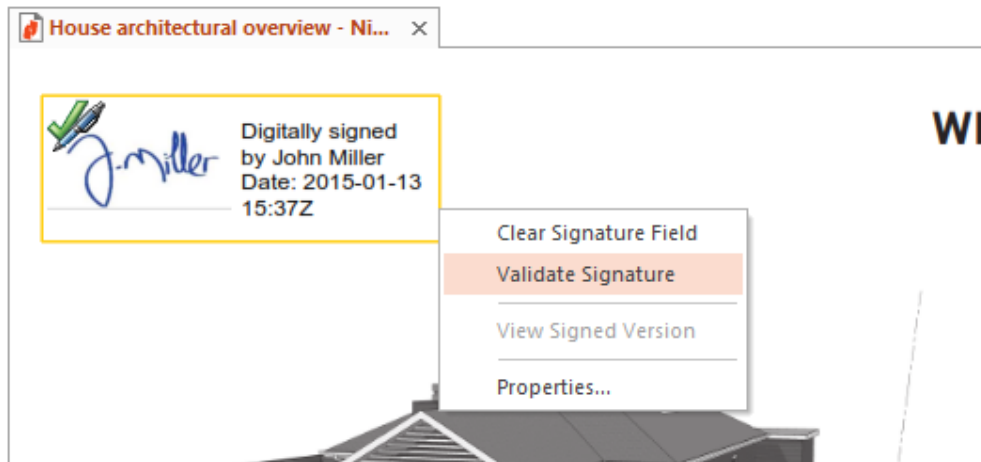 House architectural overview - Ni...
J. Miller
Digitally signed
by John Miller
Date: 2015-01-13
15:37Z
Clear Signature Field
Validate Signature
View Signed Version
Properties...